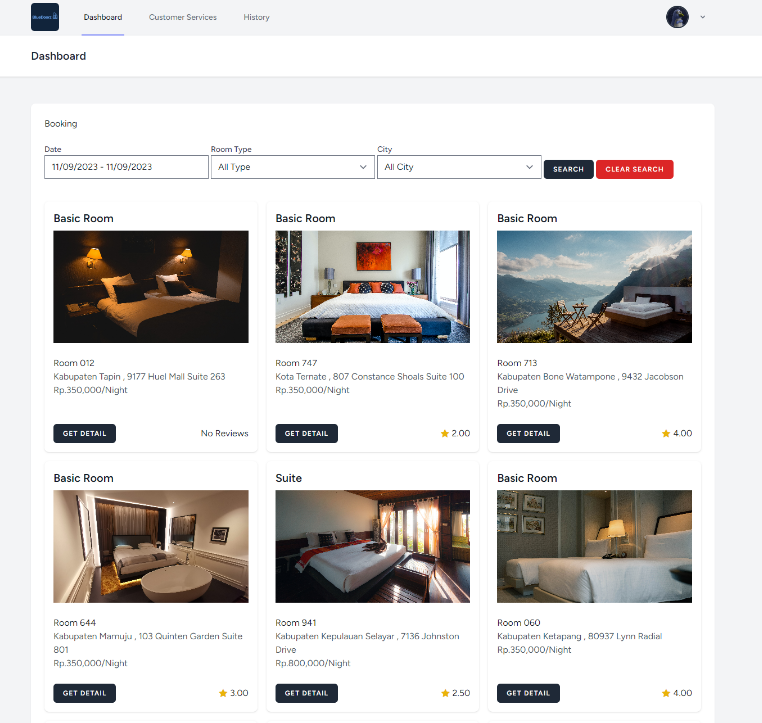 Dashboard
Customer Services
History
Dashboard
Booking
Date
Room Type
City
11/09/2023 - 11/09/2023
All Type
All City
SEARCH
CLEAR SEARCH
Basic Room
Room 012
Kabupaten Tapin , 9177 Huel Mall Suite 263
Rp.350,000/Night
GET DETAIL
No Reviews
Basic Room
Room 747
Kota Ternate , 807 Constance Shoals Suite 100
Rp.350,000/Night
GET DETAIL
2.00
Basic Room
Room 713
Kabupaten Bone Watampone , 9432 Jacobson
Drive
Rp.350,000/Night
GET DETAIL
4.00
Basic Room
Room 644
Kabupaten Mamuju , 103 Quinten Garden Suite
801
Rp.350,000/Night
GET DETAIL
3.00
Suite
Room 941
Kabupaten Kepulauan Selayar , 7136 Johnston
Drive
Rp.800,000/Night
GET DETAIL
2.50
Basic Room
Room 060
Kabupaten Ketapang , 80937 Lynn Radial
Rp.350,000/Night
GET DETAIL
4.00